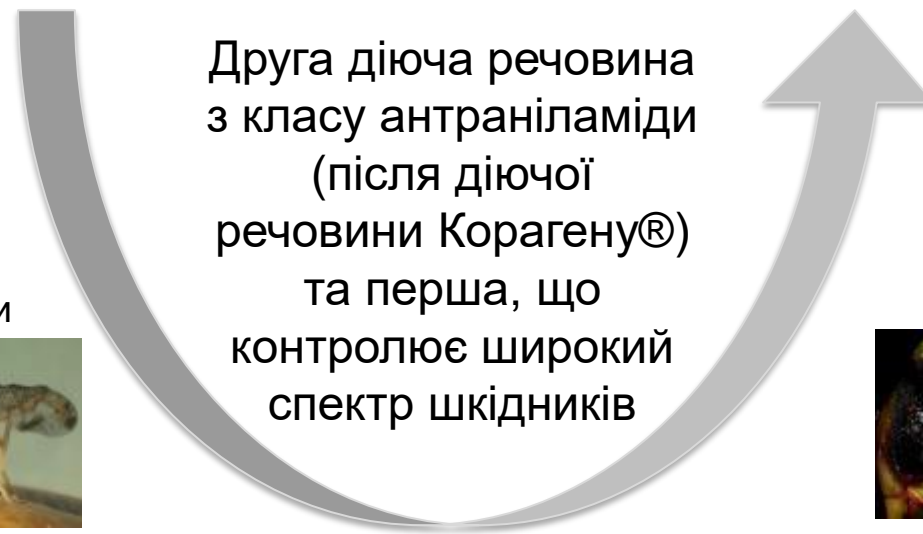 Друга діюча речовина
з класу антраніламіди
(після діючої
речовини Корагену®)
та перша, що
контролює широкий
спектр шкідників